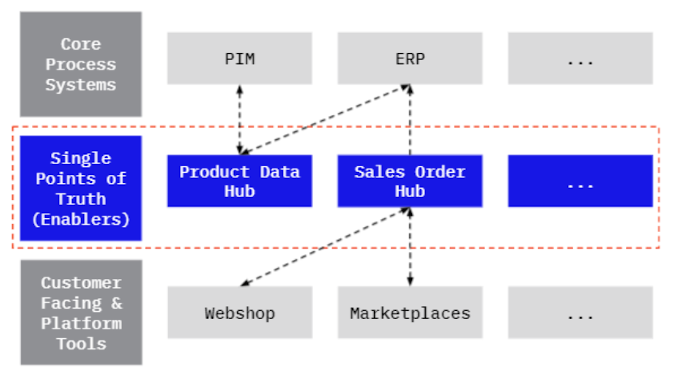 Core
Process
Systems
PIM
ERP
...
Single
Points of
Truth
(Enablers)
Product Data
Hub
Sales Order
Hub
...
Customer
Facing &
Platform
Tools
Webshop
Marketplaces
...